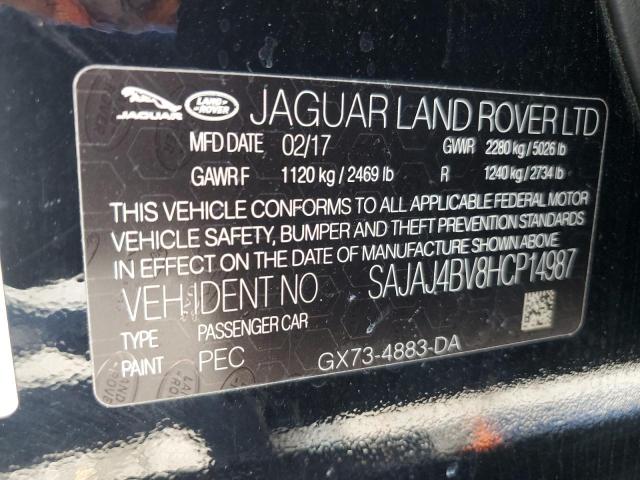 JAGUAR LAND-ROVER JAGUAR LAND ROVER LTD
MFD DATE 02/17 GVWR 2280 kg / 5026 lb
GAWR F 1120 kg / 2469 lb R 1240 kg / 2734 lb
THIS VEHICLE CONFORMS TO ALL APPLICABLE FEDERAL MOTOR
VEHICLE SAFETY, BUMPER AND THEFT PREVENTION STANDARDS
IN EFFECT ON THE DATE OF MANUFACTURE SHOWN ABOVE.
VEH.IDENT NO. SAJAJ4BV8HCP14987
TYPE PASSENGER CAR
PAINT PEC GX73-4883-DA